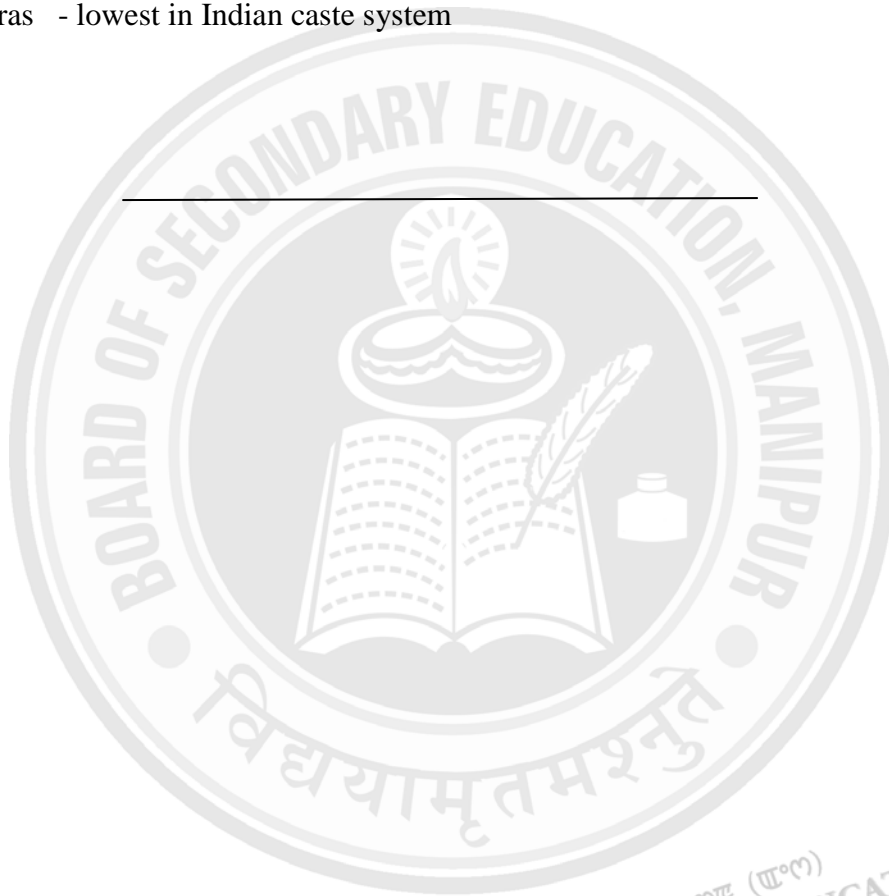 ras - lowest in Indian caste system
BOARD OF SECONDARY EDUCATION, MANIPUR
विद्ययामृतमश्नुते